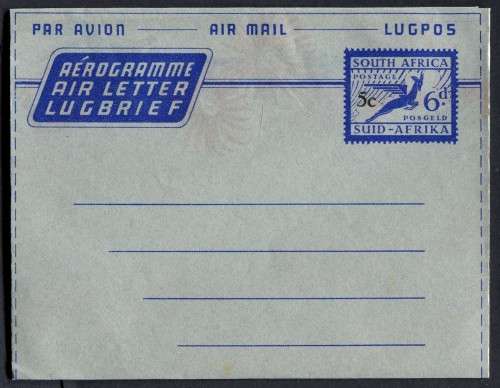 PAR AVION — AIR MAIL — LUGPOS
AÉROGRAMME
AIR LETTER
LUGBRIEF
SOUTH AFRICA
POSTAGE
5c 6d.
POSGELD
SUID-AFRIKA